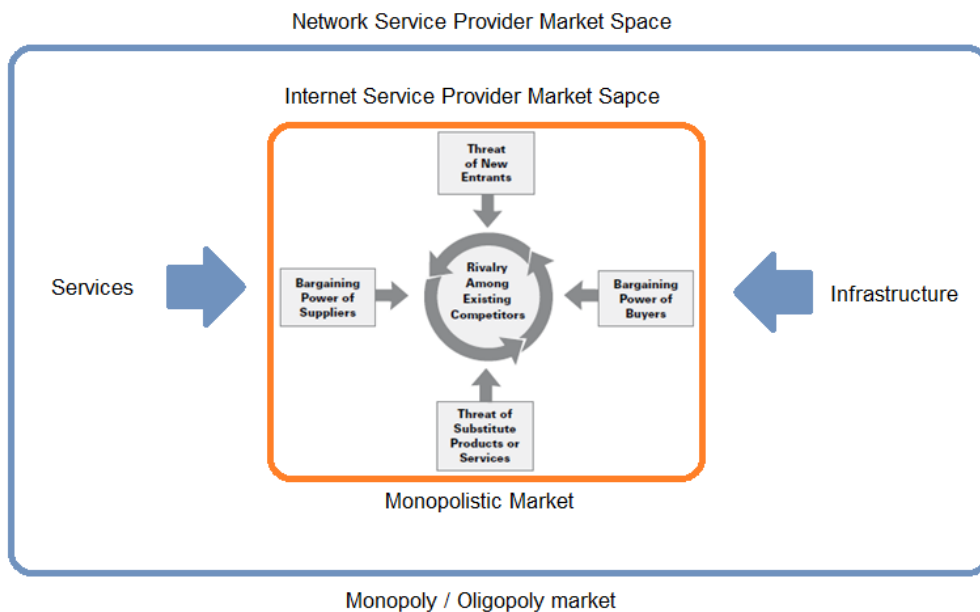 Network Service Provider Market Space
Internet Service Provider Market Sapce
Threat
of New
Entrants
Services
Bargaining
Power of
Suppliers
Rivalry
Among
Existing
Competitors
Bargaining
Power of
Buyers
Infrastructure
Threat of
Substitute
Products or
Services
Monopolistic Market
Monopoly / Oligopoly market